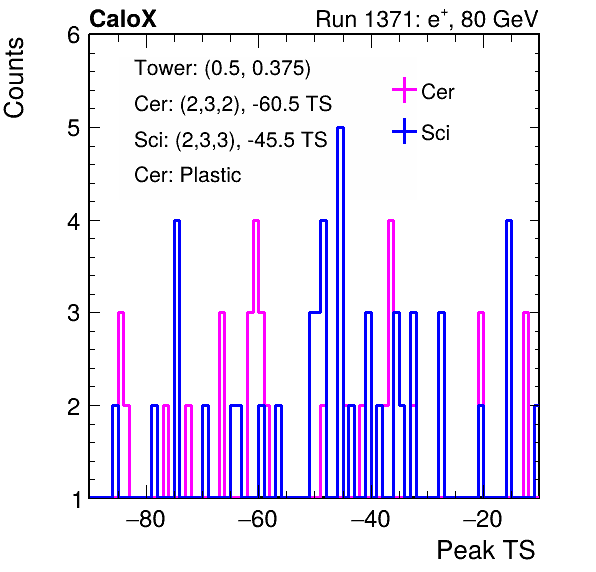 CaloX Run 1371: e⁺, 80 GeV
Counts
6
Tower: (0.5, 0.375)
Cer: (2,3,2), -60.5 TS
Sci: (2,3,3), -45.5 TS
Cer: Plastic
Cer
Sci
5
4
3
2
1
−80 −60 −40 −20
Peak TS